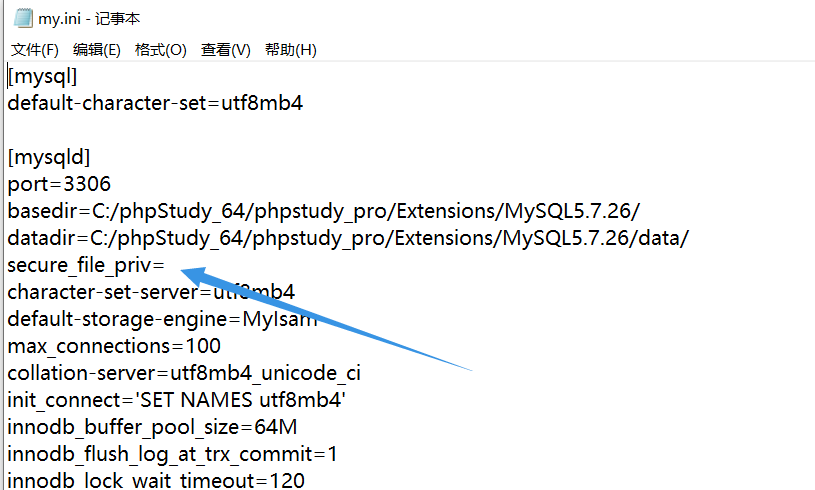 my.ini - 记事本
文件(F) 编辑(E) 格式(O) 查看(V) 帮助(H)
[mysql]
default-character-set=utf8mb4
[mysqld]
port=3306
basedir=C:/phpStudy_64/phpstudy_pro/Extensions/MySQL5.7.26/
datadir=C:/phpStudy_64/phpstudy_pro/Extensions/MySQL5.7.26/data/
secure_file_priv=
character-set-server=utf8mb4
default-storage-engine=MyIsam
max_connections=100
collation-server=utf8mb4_unicode_ci
init_connect='SET NAMES utf8mb4'
innodb_buffer_pool_size=64M
innodb_flush_log_at_trx_commit=1
innodb_lock_wait_timeout=120